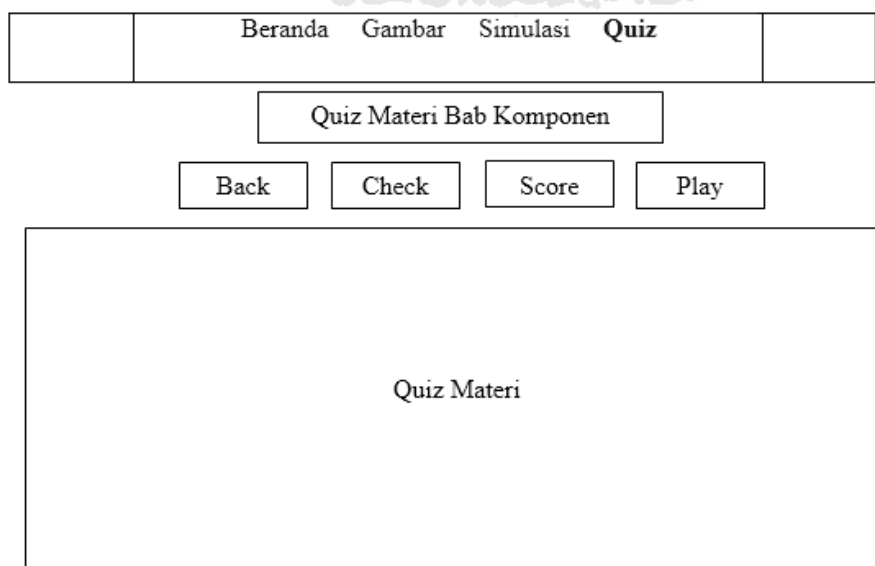 Beranda Gambar Simulasi Quiz
Quiz Materi Bab Komponen
Back Check Score Play
Quiz Materi